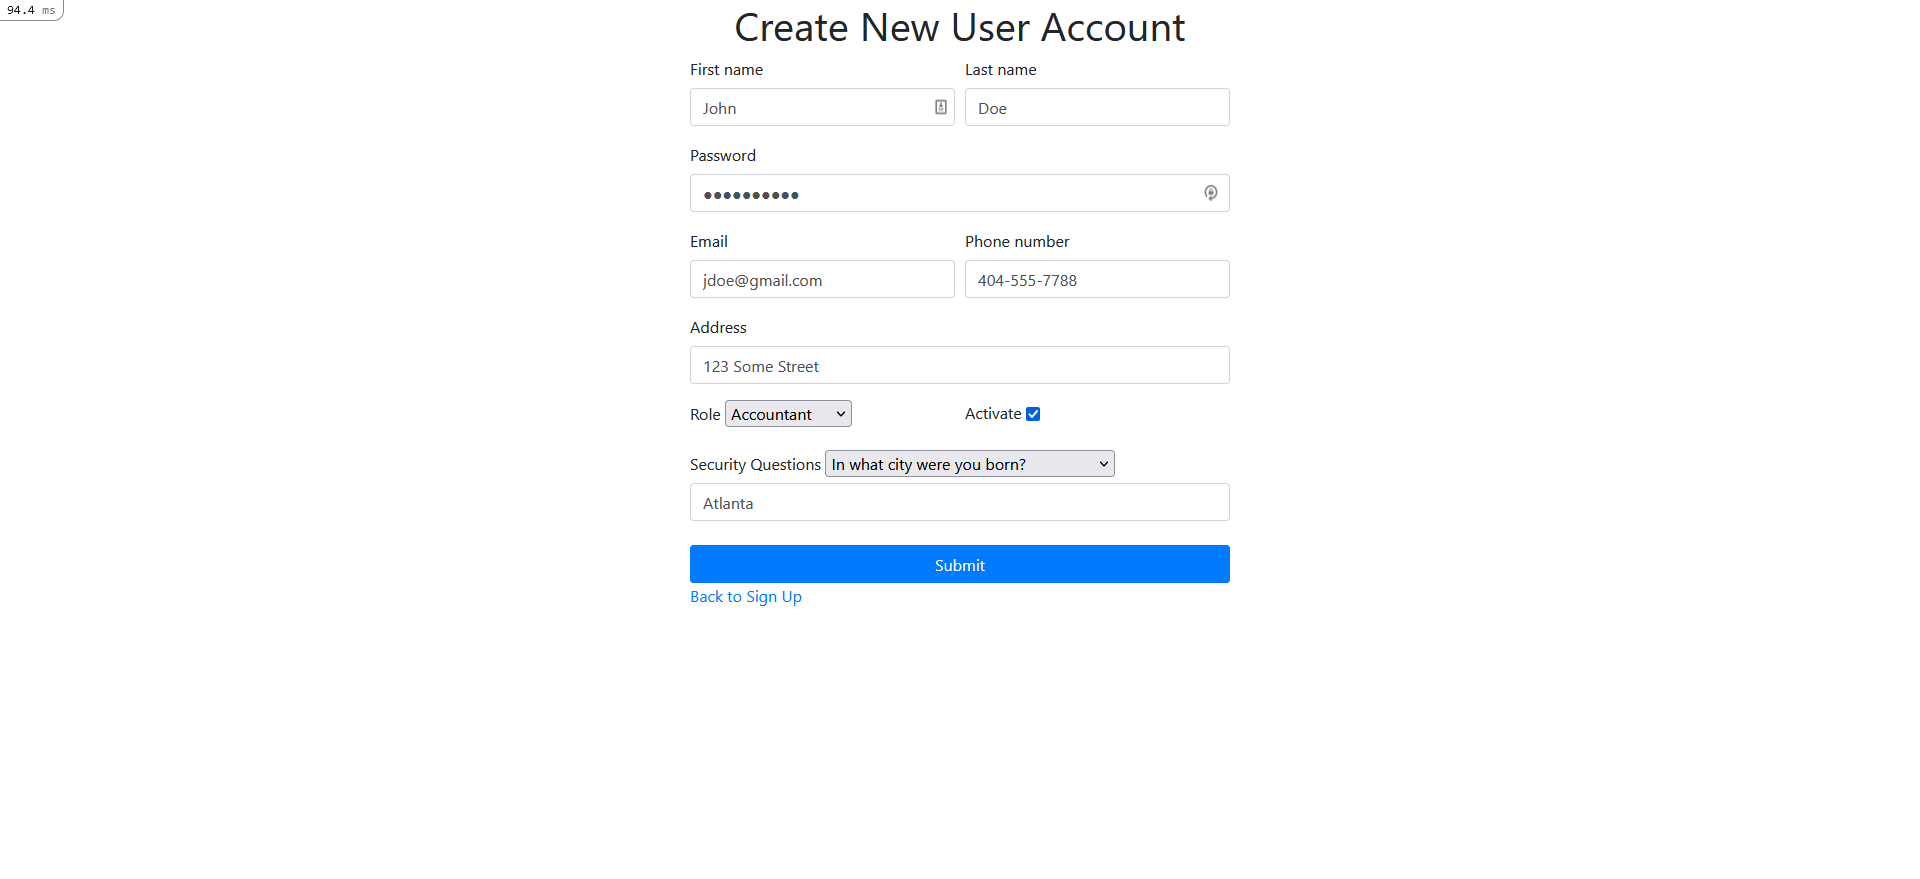 94.4 ms
Create New User Account
First name Last name
John Doe
Password
●●●●●●●●●●
Email Phone number
jdoe@gmail.com 404-555-7788
Address
123 Some Street
Role Accountant Activate
Security Questions In what city were you born?
Atlanta
Submit
Back to Sign Up